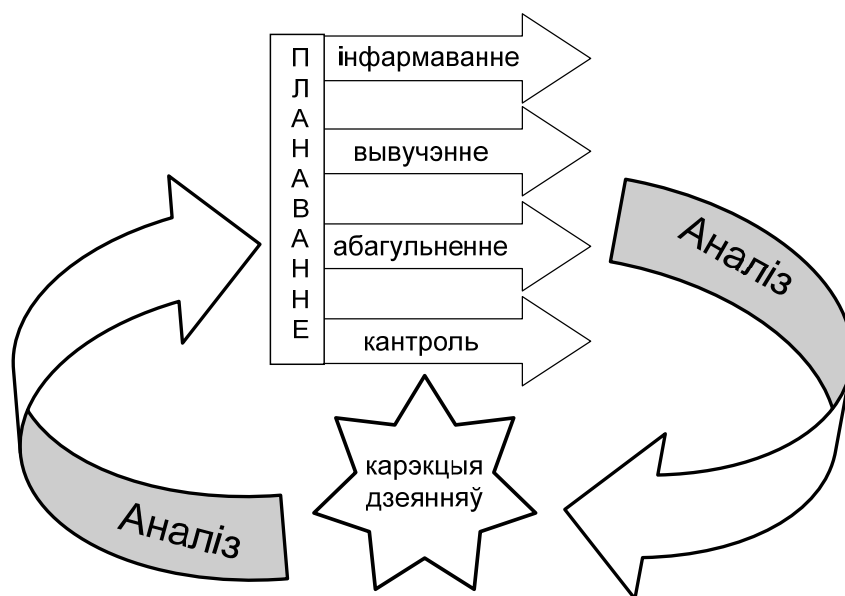 ПЛАНАВАННЕ
інфармаванне
вывучэнне
абагульненне
кантроль
Аналіз
карэкцыя
дзеянняў
Аналіз